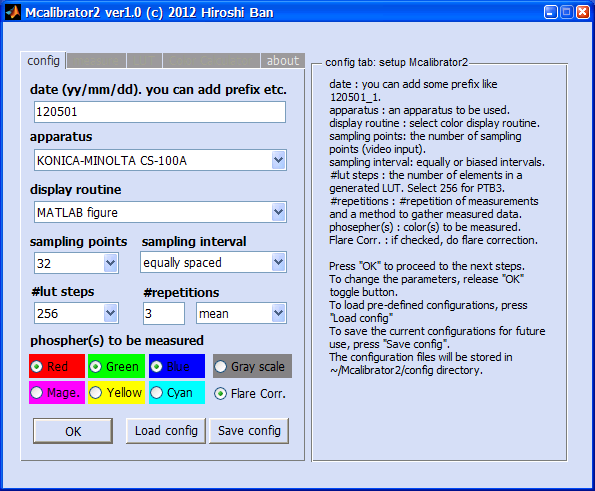 Mcalibrator2 ver1.0 (c) 2012 Hiroshi Ban
config
about
date (yy/mm/dd). you can add prefix etc.
120501
apparatus
KONICA-MINOLTA CS-100A
display routine
MATLAB figure
sampling points sampling interval
32 equally spaced
#lut steps #repetitions
256 3 mean
phospher(s) to be measured
Red Green Blue Gray scale
Mage. Yellow Cyan Flare Corr.
OK Load config Save config
config tab: setup Mcalibrator2
date : you can add some prefix like
120501_1.
apparatus : an apparatus to be used.
display routine : select color display routine.
sampling points: the number of sampling
points (video input).
sampling interval: equally or biased intervals.
#lut steps : the number of elements in a
generated LUT. Select 256 for PTB3.
#repetitions : #repetition of measurements
and a method to gather measured data.
phosepher(s) : color(s) to be measured.
Flare Corr. : if checked, do flare correction.
Press "OK" to proceed to the next steps.
To change the parameters, release "OK"
toggle button.
To load pre-defined configurations, press
"Load config"
To save the current configurations for future
use, press "Save config".
The configuration files will be stored in
~/Mcalibrator2/config directory.